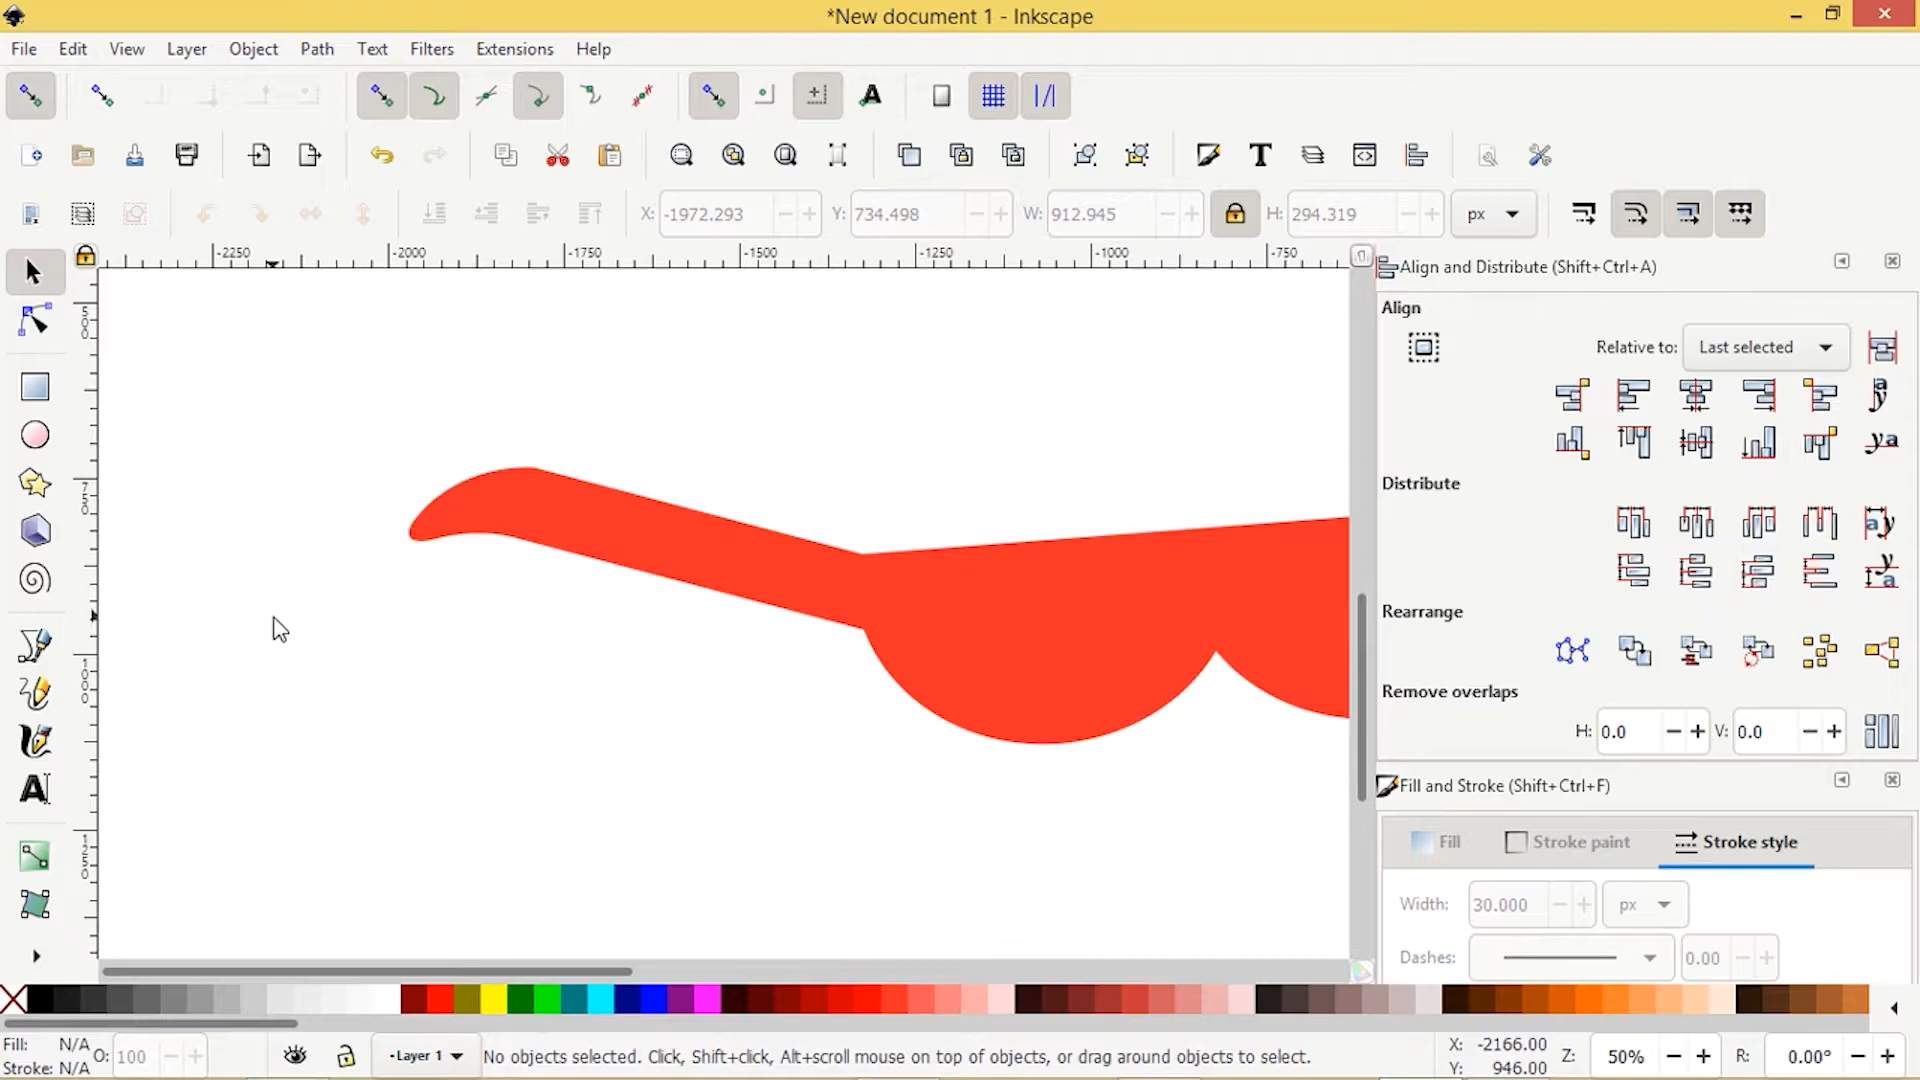 *New document 1 - Inkscape
File Edit View Layer Object Path Text Filters Extensions Help
X: -1972.293 Y: 734.498 W: 912.945 H: 294.319 px
-2250 -2000 -1750 -1500 -1250 -1000 -750
500
750
1000
1250
Align and Distribute (Shift+Ctrl+A)
Align
Relative to: Last selected
Distribute
Rearrange
Remove overlaps
H: 0.0 V: 0.0
Fill and Stroke (Shift+Ctrl+F)
Fill Stroke paint Stroke style
Width: 30.000 px
Dashes: 0.00
Fill: N/A
Stroke: N/A
O: 100
•Layer 1
No objects selected. Click, Shift+click, Alt+scroll mouse on top of objects, or drag around objects to select.
X: -2166.00
Y: 946.00
Z: 50%
R: 0.00°